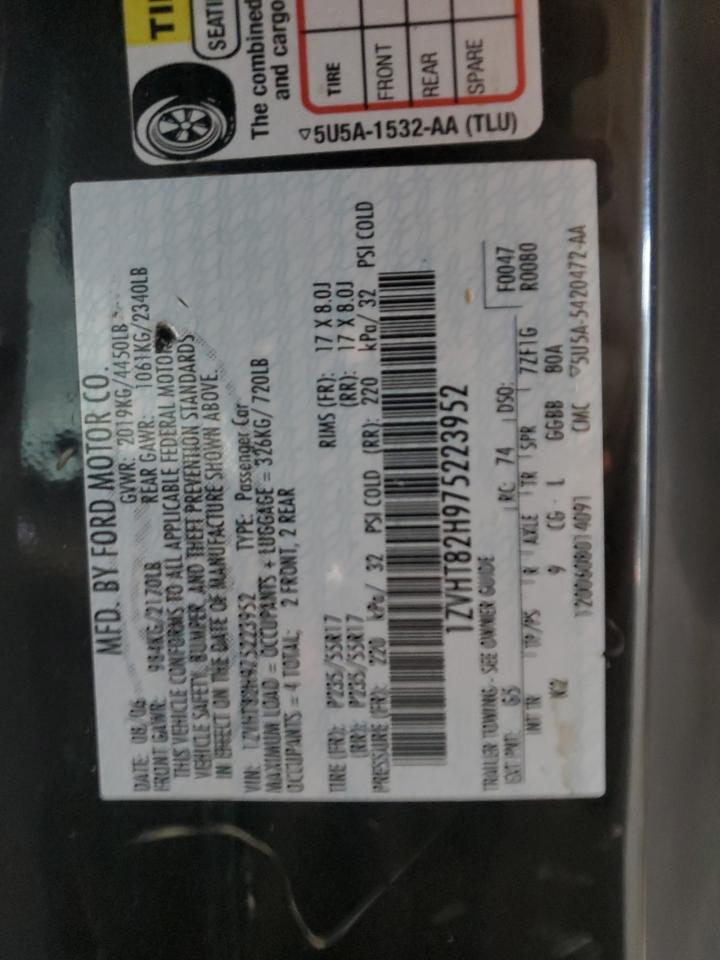 TI
SEATI
The combined
and cargo
TIRE
FRONT
REAR
SPARE
▽5U5A-1532-AA (TLU)
MFD. BY FORD MOTOR CO.
DATE: 08/06 GVWR: 2019KG/4450LB
FRONT GAWR: 984KG/2170LB REAR GAWR: 1061KG/2340LB
THIS VEHICLE CONFORMS TO ALL APPLICABLE FEDERAL MOTOR
VEHICLE SAFETY, BUMPER, AND THEFT PREVENTION STANDARDS
IN EFFECT ON THE DATE OF MANUFACTURE SHOWN ABOVE.
VIN: 1ZVHT82H975223952 TYPE: Passenger Car
MAXIMUM LOAD = OCCUPANTS + LUGGAGE = 326KG/ 720LB
OCCUPANTS = 4 TOTAL; 2 FRONT, 2 REAR
TIRE (FR): P235/55R17 RIMS (FR): 17 X 8.0J
(RR): P235/55R17 (RR): 17 X 8.0J
PRESSURE (FR): 220 kPa/ 32 PSI COLD (RR): 220 kPa/ 32 PSI COLD
1ZVHT82H975223952
TRAILER TOWING - SEE OWNER GUIDE
EXT PNT: G5 RC: 74 DSO: F0047
INT TR TP/PS R AXLE TR SPR 7ZF1G R0080
K2 9 CG L GGBB 80A
120060801409 1 CMC ▽5U5A-5420472-AA